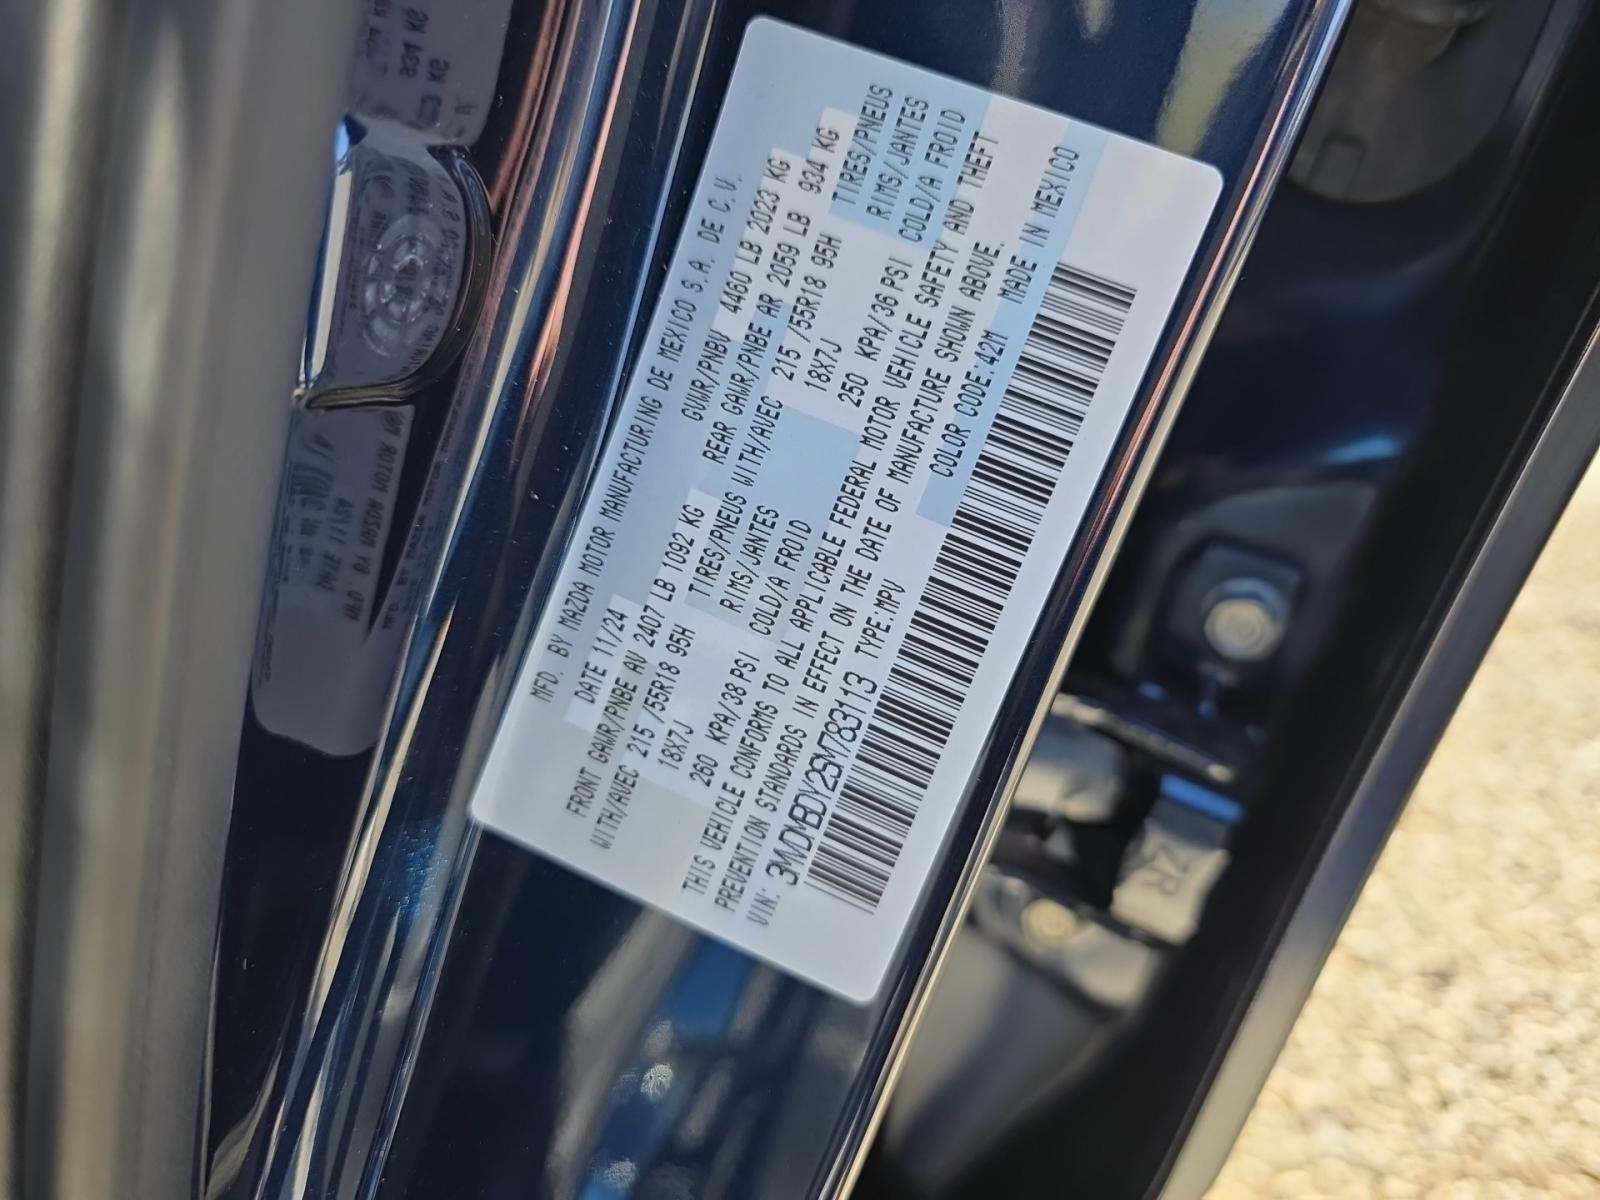 MFD. BY MAZDA MOTOR MANUFACTURING DE MEXICO S.A. DE C.V.
DATE 11/24 GVWR/PNBV 4460 LB 2023 KG
FRONT GAWR/PNBE AV 2407 LB 1092 KG REAR GAWR/PNBE AR 2059 LB 934 KG
WITH/AVEC 215 /55R18 95H TIRES/PNEUS WITH/AVEC 215 /55R18 95H TIRES/PNEUS
18X7J RIMS/JANTES 18X7J RIMS/JANTES
260 KPA/38 PSI COLD/A FROID 250 KPA/36 PSI COLD/A FROID
THIS VEHICLE CONFORMS TO ALL APPLICABLE FEDERAL MOTOR VEHICLE SAFETY AND THEFT
PREVENTION STANDARDS IN EFFECT ON THE DATE OF MANUFACTURE SHOWN ABOVE.
VIN: 3MVDMBDY2SM783113 TYPE:MPV COLOR CODE:42M MADE IN MEXICO
ZR